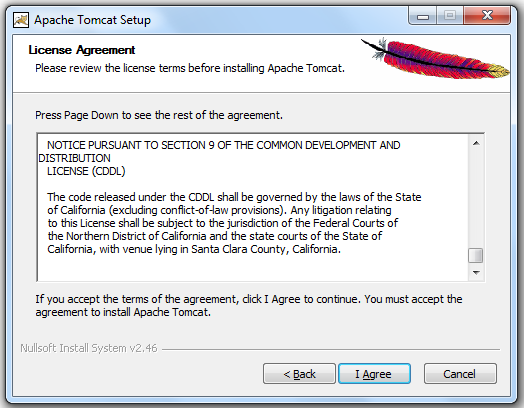 Apache Tomcat Setup
License Agreement
Please review the license terms before installing Apache Tomcat.
Press Page Down to see the rest of the agreement.
NOTICE PURSUANT TO SECTION 9 OF THE COMMON DEVELOPMENT AND
DISTRIBUTION
LICENSE (CDDL)
The code released under the CDDL shall be governed by the laws of the State
of California (excluding conflict-of-law provisions). Any litigation relating
to this License shall be subject to the jurisdiction of the Federal Courts of
the Northern District of California and the state courts of the State of
California, with venue lying in Santa Clara County, California.
If you accept the terms of the agreement, click I Agree to continue. You must accept the
agreement to install Apache Tomcat.
Nullsoft Install System v2.46
< Back
I Agree
Cancel